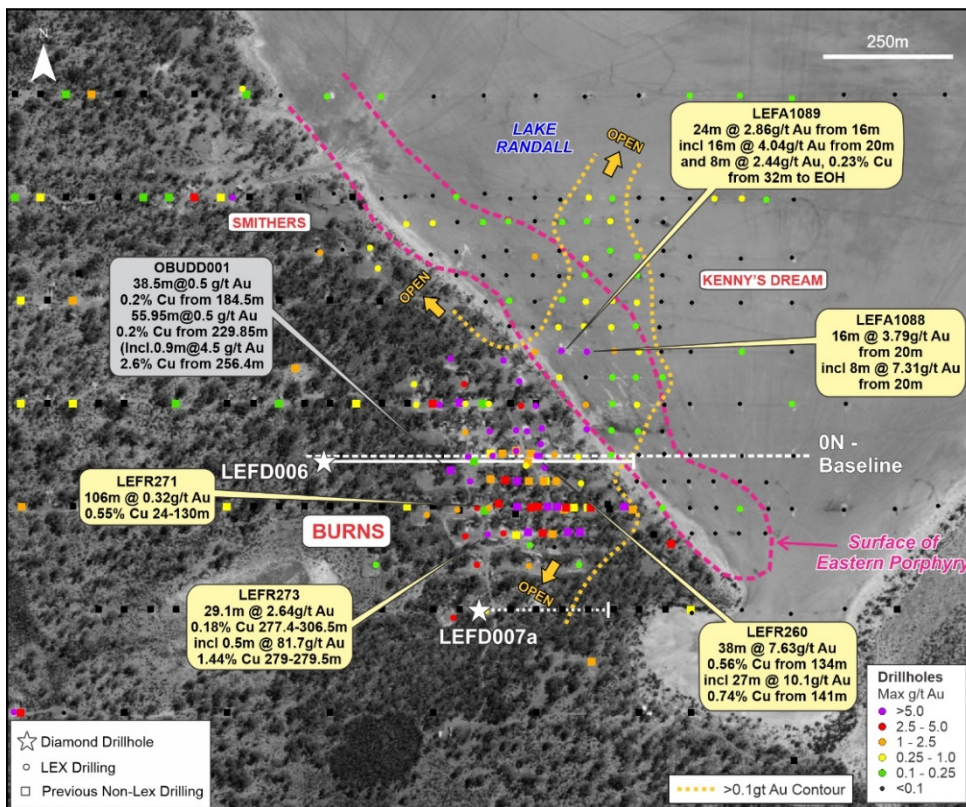 N
250m
LAKE
RANDALL
OPEN
LEFA1089
24m @ 2.86g/t Au from 16m
incl 16m @ 4.04g/t Au from 20m
and 8m @ 2.44g/t Au, 0.23% Cu
from 32m to EOH
SMITHERS
OBUDD001
38.5m@0.5 g/t Au
0.2% Cu from 184.5m
55.95m@0.5 g/t Au
0.2% Cu from 229.85m
(Incl.0.9m@4.5 g/t Au
2.6% Cu from 256.4m
OPEN
KENNY'S DREAM
LEFA1088
16m @ 3.79g/t Au
from 20m
incl 8m @ 7.31g/t Au
from 20m
0N -
Baseline
LEFD006
LEFR271
106m @ 0.32g/t Au
0.55% Cu 24-130m
BURNS
Surface of
Eastern Porphyry
OPEN
LEFR273
29.1m @ 2.64g/t Au
0.18% Cu 277.4-306.5m
incl 0.5m @ 81.7g/t Au
1.44% Cu 279-279.5m
LEFD007a
LEFR260
38m @ 7.63g/t Au
0.56% Cu from 134m
incl 27m @ 10.1g/t Au
0.74% Cu from 141m
Drillholes
Max g/t Au
>5.0
2.5 - 5.0
1 - 2.5
0.25 - 1.0
0.1 - 0.25
<0.1
Diamond Drillhole
LEX Drilling
Previous Non-Lex Drilling
>0.1gt Au Contour